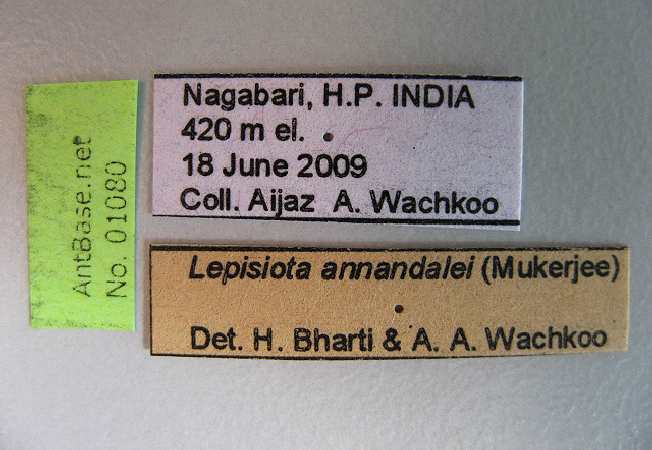 AntBase.net
No. 01080
Nagabari, H.P. INDIA
420 m el.
18 June 2009
Coll. Aijaz A. Wachkoo
Lepisiota annandalei (Mukerjee)
Det. H. Bharti & A. A. Wachkoo